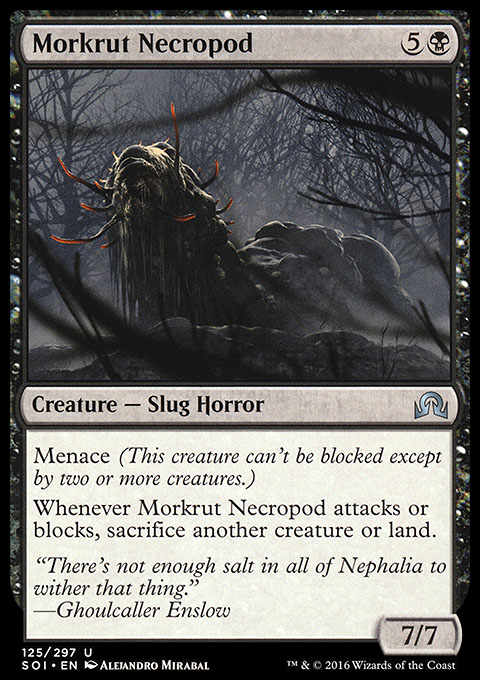 Morkrut Necropod 5
Creature — Slug Horror
Menace (This creature can't be blocked except
by two or more creatures.)
Whenever Morkrut Necropod attacks or
blocks, sacrifice another creature or land.
“There's not enough salt in all of Nephalia to
wither that thing.”
—Ghoulcaller Enslow
7/7
125/297 U
SOI • EN Alejandro Mirabal
™ & © 2016 Wizards of the Coast